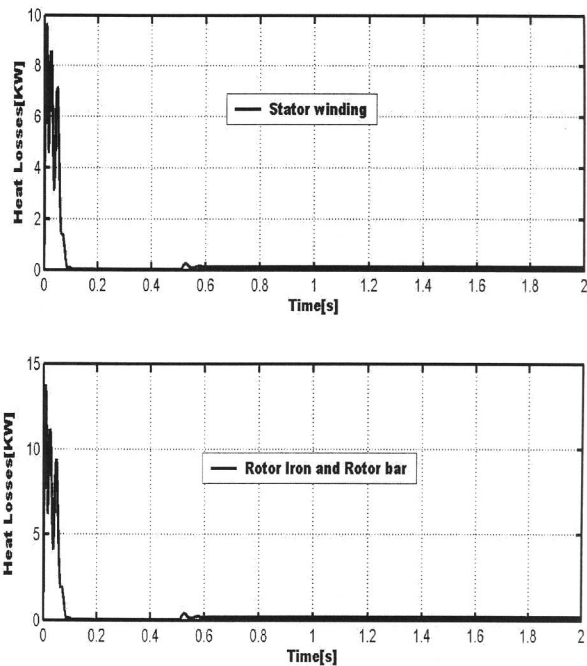 10
8
6
4
2
0
Heat Losses[KW]
Stator winding
0 0.2 0.4 0.6 0.8 1 1.2 1.4 1.6 1.8 2
Time[s]
15
10
5
0
Heat Losses[KW]
Rotor Iron and Rotor bar
0 0.2 0.4 0.6 0.8 1 1.2 1.4 1.6 1.8 2
Time[s]